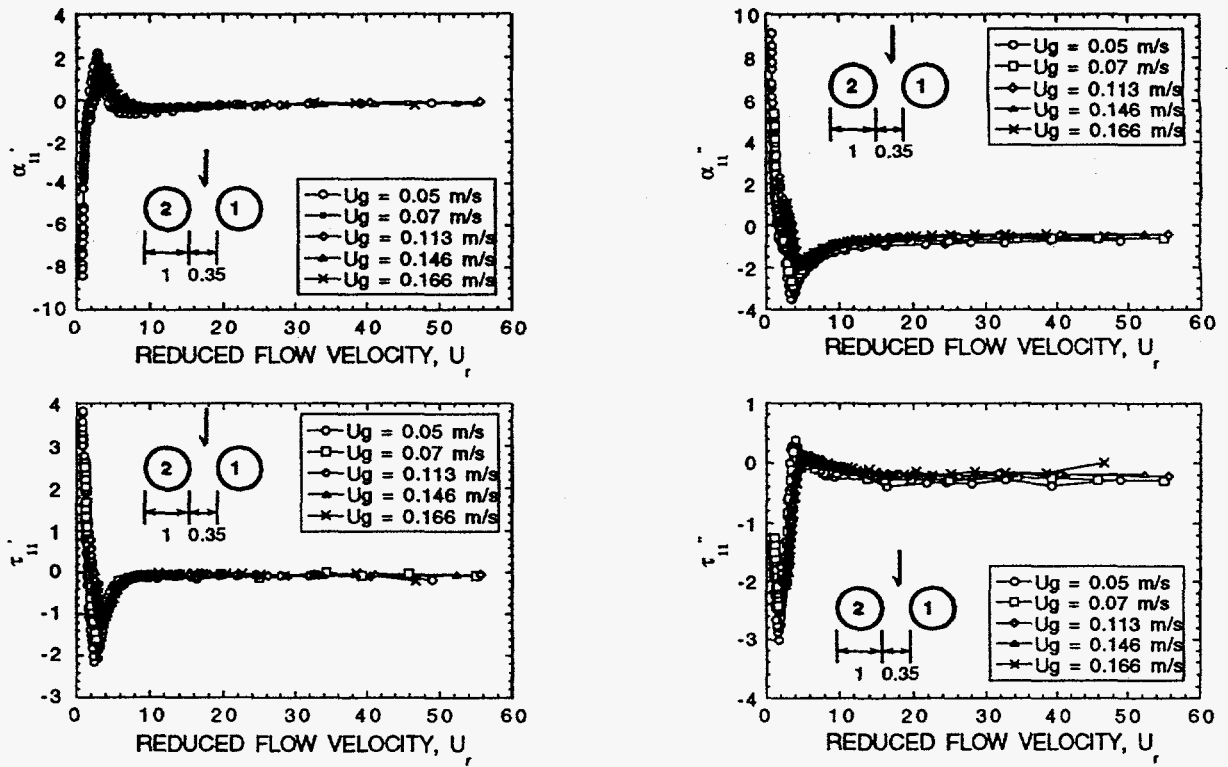 α11'
4
2
0
-2
-4
-6
-8
-10
2 1
1 0.35
Ug = 0.05 m/s
Ug = 0.07 m/s
Ug = 0.113 m/s
Ug = 0.146 m/s
Ug = 0.166 m/s
0 10 20 30 40 50 60
REDUCED FLOW VELOCITY, Ur
α11"
10
8
6
4
2
0
-2
-4
2 1
1 0.35
Ug = 0.05 m/s
Ug = 0.07 m/s
Ug = 0.113 m/s
Ug = 0.146 m/s
Ug = 0.166 m/s
0 10 20 30 40 50 60
REDUCED FLOW VELOCITY, Ur
τ11'
4
3
2
1
0
-1
-2
-3
2 1
1 0.35
Ug = 0.05 m/s
Ug = 0.07 m/s
Ug = 0.113 m/s
Ug = 0.146 m/s
Ug = 0.166 m/s
0 10 20 30 40 50 60
REDUCED FLOW VELOCITY, Ur
τ11"
1
0
-1
-2
-3
-4
2 1
1 0.35
Ug = 0.05 m/s
Ug = 0.07 m/s
Ug = 0.113 m/s
Ug = 0.146 m/s
Ug = 0.166 m/s
0 10 20 30 40 50 60
REDUCED FLOW VELOCITY, Ur